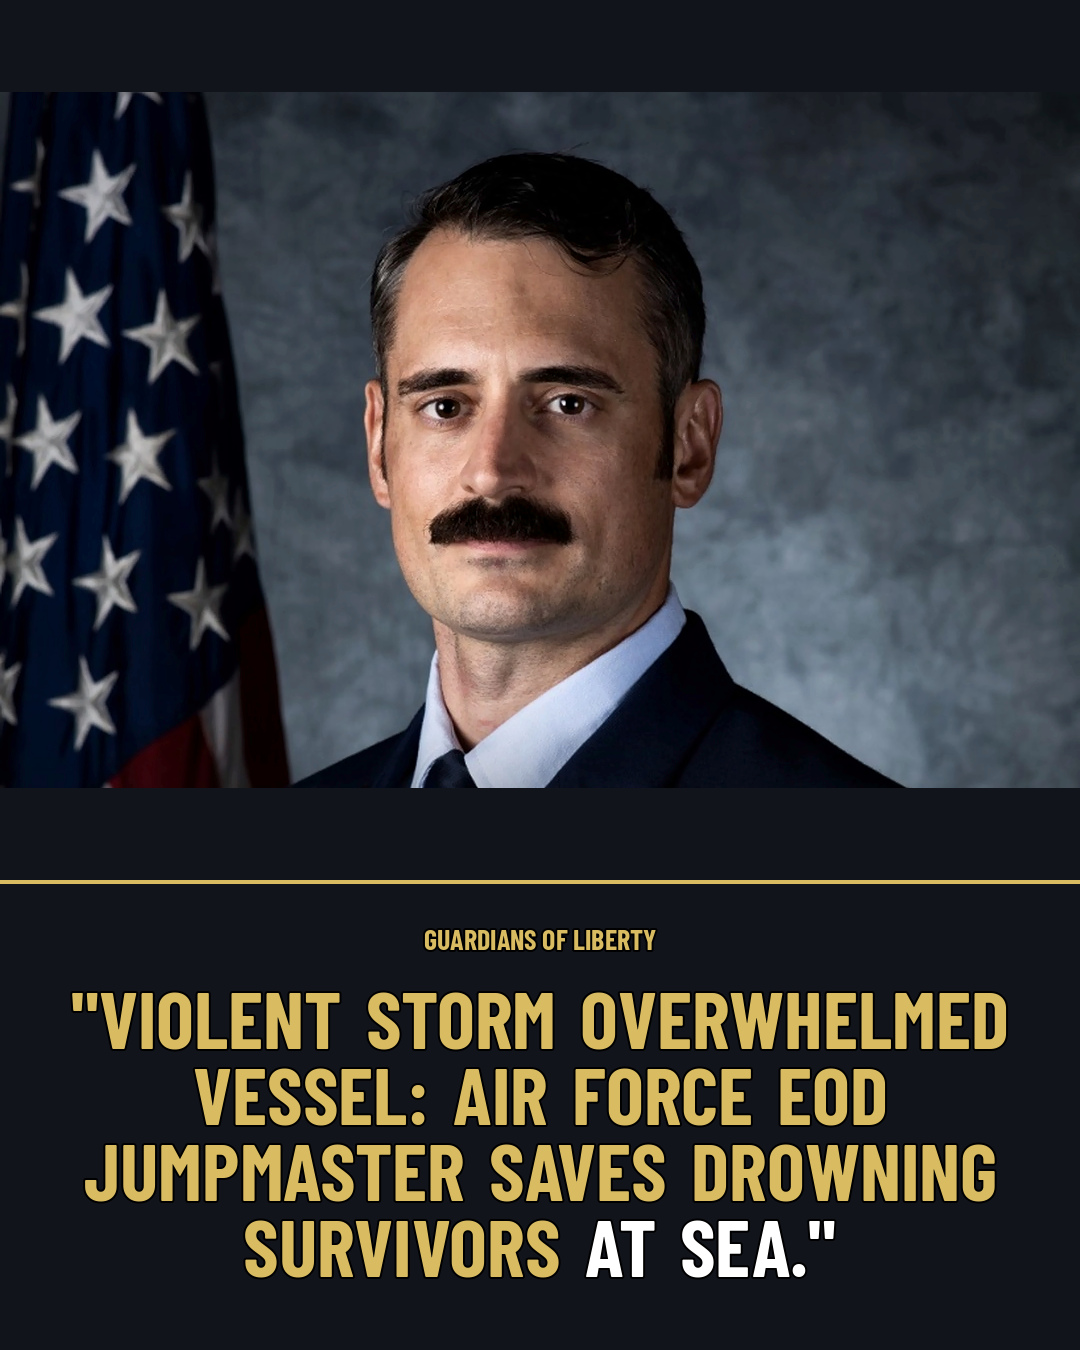 GUARDIANS OF LIBERTY
"VIOLENT STORM OVERWHELMED
VESSEL: AIR FORCE EOD
JUMPMASTER SAVES DROWNING
SURVIVORS AT SEA."